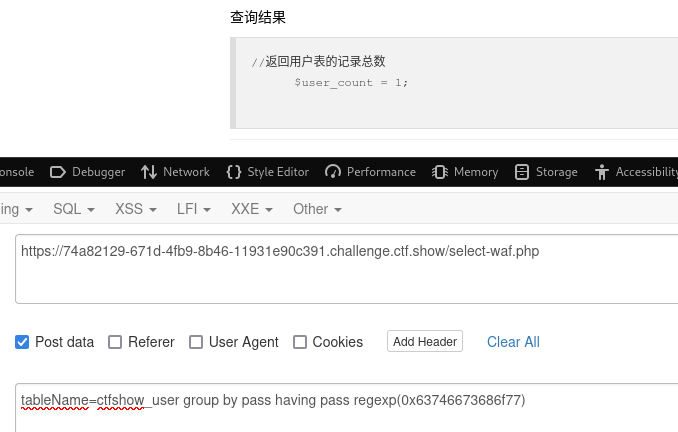 查询结果
//返回用户表的记录总数
$user_count = 1;
onsole Debugger Network Style Editor Performance Memory Storage Accessibility
ing SQL XSS LFI XXE Other
https://74a82129-671d-4fb9-8b46-11931e90c391.challenge.ctf.show/select-waf.php
Post data Referer User Agent Cookies Add Header Clear All
tableName=ctfshow_user group by pass having pass regexp(0x63746673686f77)